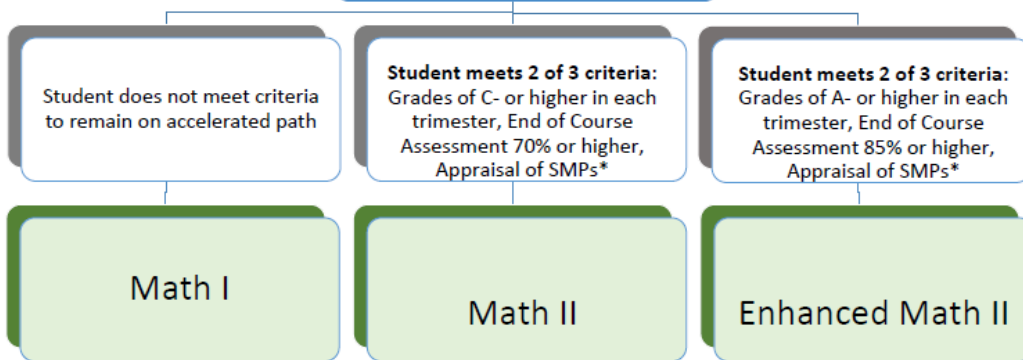 Student does not meet criteria
to remain on accelerated path
Student meets 2 of 3 criteria:
Grades of C- or higher in each
trimester, End of Course
Assessment 70% or higher,
Appraisal of SMPs*
Student meets 2 of 3 criteria:
Grades of A- or higher in each
trimester, End of Course
Assessment 85% or higher,
Appraisal of SMPs*
Math I
Math II
Enhanced Math II